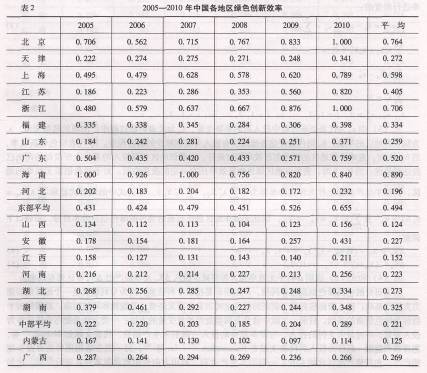 表 2 2005—2010 年中国各地区绿色创新效率
2005 2006 2007 2008 2009 2010 平 均
北 京 0.706 0.562 0.715 0.767 0.833 1.000 0.764
天 津 0.222 0.274 0.275 0.271 0.248 0.341 0.272
上 海 0.495 0.479 0.628 0.578 0.620 0.789 0.598
江 苏 0.186 0.223 0.286 0.353 0.560 0.820 0.405
浙 江 0.480 0.579 0.637 0.667 0.876 1.000 0.706
福 建 0.335 0.338 0.345 0.284 0.306 0.398 0.334
山 东 0.184 0.242 0.281 0.224 0.251 0.371 0.259
广 东 0.504 0.435 0.420 0.433 0.571 0.759 0.520
海 南 1.000 0.926 1.000 0.756 0.820 0.840 0.890
河 北 0.202 0.183 0.204 0.182 0.172 0.232 0.196
东部平均 0.431 0.424 0.479 0.451 0.526 0.655 0.494
山 西 0.134 0.112 0.113 0.104 0.123 0.156 0.124
安 徽 0.178 0.154 0.181 0.164 0.257 0.431 0.227
江 西 0.158 0.127 0.131 0.143 0.140 0.211 0.152
河 南 0.216 0.212 0.214 0.227 0.213 0.256 0.223
湖 北 0.268 0.256 0.285 0.247 0.248 0.334 0.273
湖 南 0.379 0.461 0.292 0.227 0.244 0.348 0.325
中部平均 0.222 0.220 0.203 0.185 0.204 0.289 0.221
内蒙古 0.167 0.141 0.130 0.102 0.097 0.114 0.125
广 西 0.287 0.264 0.294 0.269 0.236 0.266 0.269